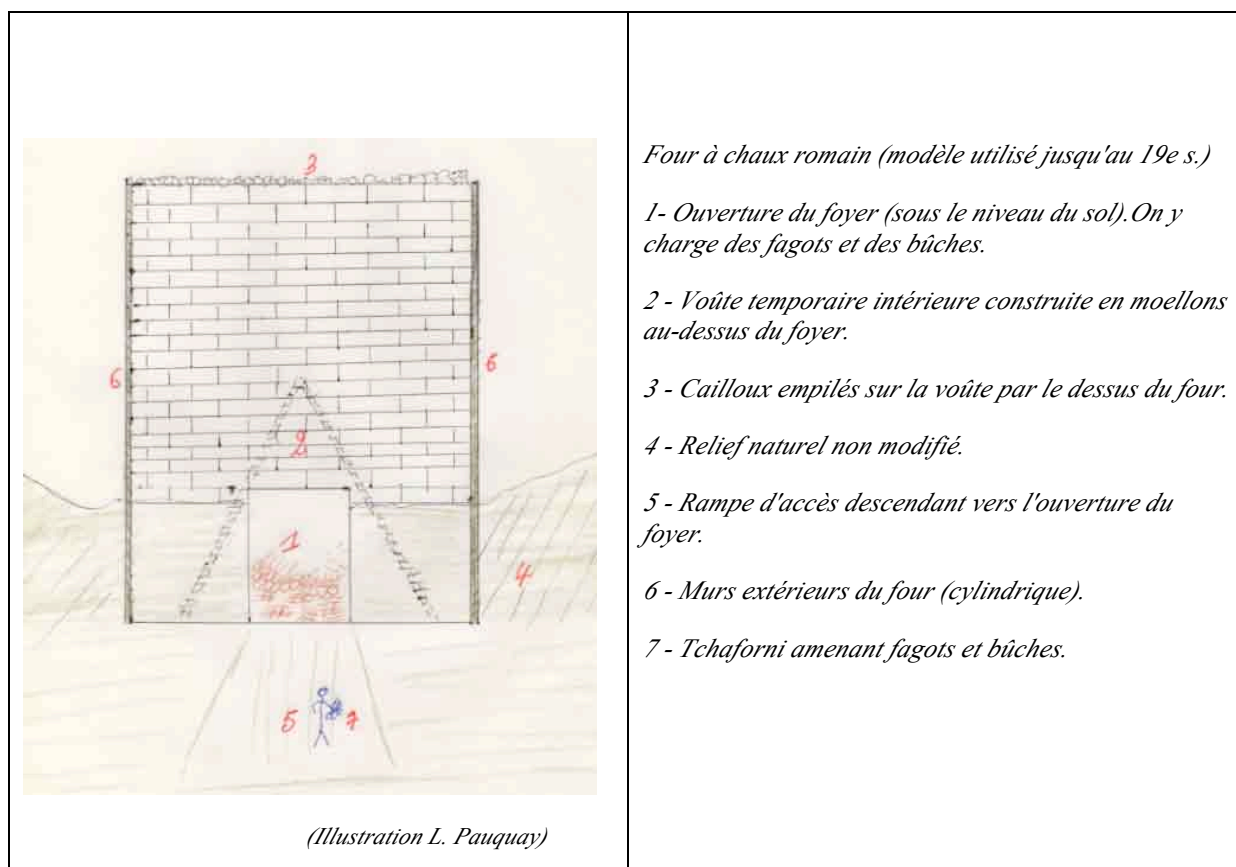 3
6
6
2
1
4
5
7
(Illustration L. Pauquay)
Four à chaux romain (modèle utilisé jusqu'au 19e s.)
1- Ouverture du foyer (sous le niveau du sol).On y
charge des fagots et des bûches.
2 - Voûte temporaire intérieure construite en moellons
au-dessus du foyer.
3 - Cailloux empilés sur la voûte par le dessus du four.
4 - Relief naturel non modifié.
5 - Rampe d'accès descendant vers l'ouverture du
foyer.
6 - Murs extérieurs du four (cylindrique).
7 - Tchaforni amenant fagots et bûches.